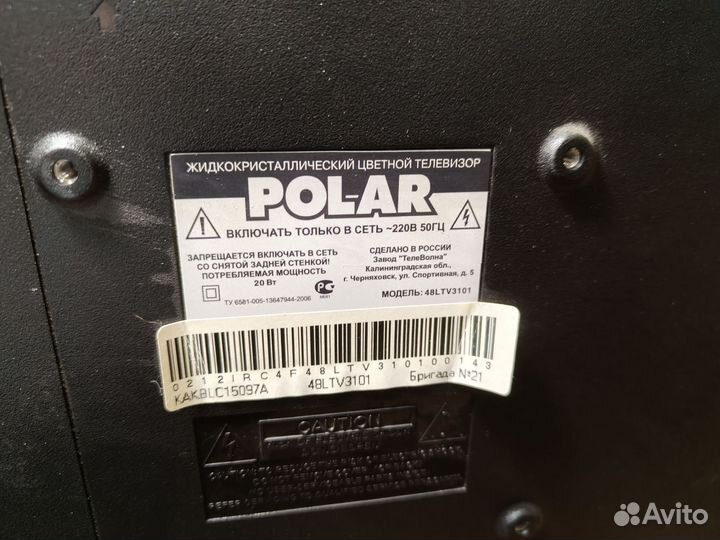 ЖИДКОКРИСТАЛЛИЧЕСКИЙ ЦВЕТНОЙ ТЕЛЕВИЗОР
POLAR
ВКЛЮЧАТЬ ТОЛЬКО В СЕТЬ ~220В 50ГЦ
ЗАПРЕЩАЕТСЯ ВКЛЮЧАТЬ В СЕТЬ
СО СНЯТОЙ ЗАДНЕЙ СТЕНКОЙ!
ПОТРЕБЛЯЕМАЯ МОЩНОСТЬ
20 Вт
СДЕЛАНО В РОССИИ
Завод "ТелеВолна"
Калининградская обл.,
г. Черняховск, ул. Спортивная, д. 5
ТУ 6581-005-13647944-2006
МОДЕЛЬ: 48LTV3101
0212IRC4F48LTV310100143
KAKBLC15097A
48LTV3101
Бригада №21
CAUTION
Avito